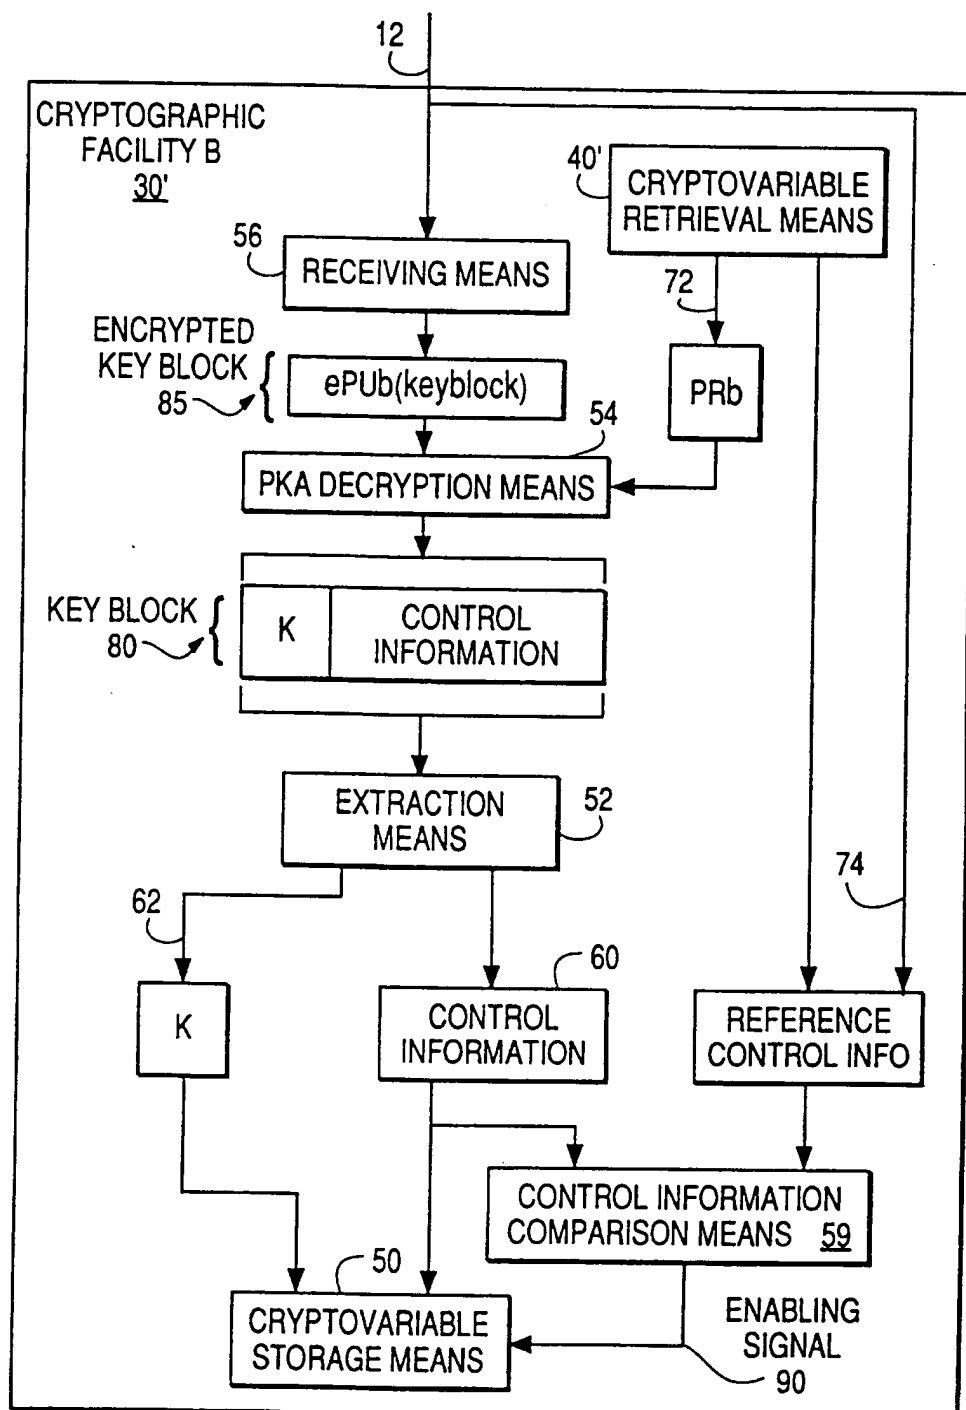 12
CRYPTOGRAPHIC
FACILITY B
30'
40'
CRYPTOVARIABLE
RETRIEVAL MEANS
56
RECEIVING MEANS
72
ENCRYPTED
KEY BLOCK
85
ePUb(keyblock)
PRb
54
PKA DECRYPTION MEANS
KEY BLOCK
80
K
CONTROL
INFORMATION
EXTRACTION
MEANS
52
74
62
60
K
CONTROL
INFORMATION
REFERENCE
CONTROL INFO
CONTROL INFORMATION
COMPARISON MEANS 59
50
CRYPTOVARIABLE
STORAGE MEANS
ENABLING
SIGNAL
90